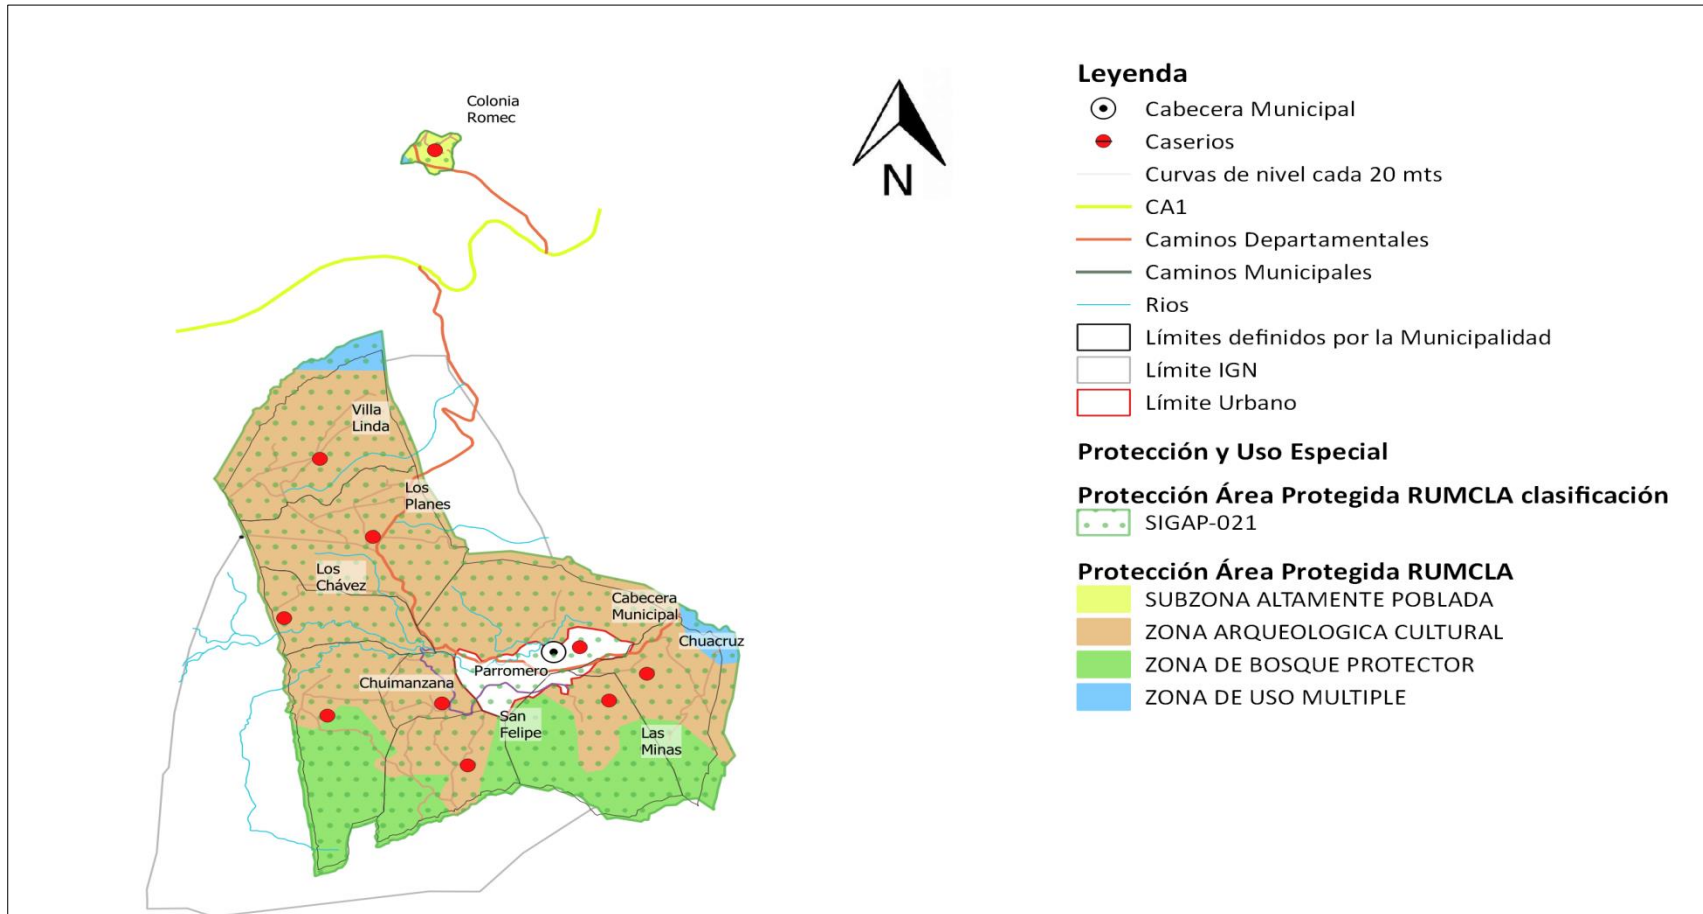 Colonia
Romec
Villa
Linda
Los
Planes
Los
Chávez
Cabecera
Municipal
Chuacruz
Parromero
Chuimanzana
San
Felipe
Las
Minas
N
Leyenda
Cabecera Municipal
Caserios
Curvas de nivel cada 20 mts
CA1
Caminos Departamentales
Caminos Municipales
Rios
Límites definidos por la Municipalidad
Límite IGN
Límite Urbano
Protección y Uso Especial
Protección Área Protegida RUMCLA clasificación
SIGAP-021
Protección Área Protegida RUMCLA
SUBZONA ALTAMENTE POBLADA
ZONA ARQUEOLOGICA CULTURAL
ZONA DE BOSQUE PROTECTOR
ZONA DE USO MULTIPLE